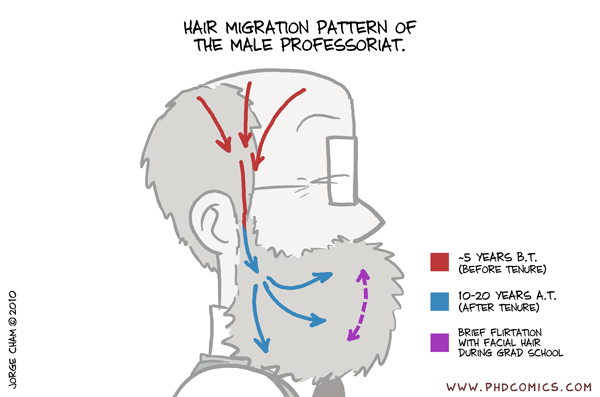 HAIR MIGRATION PATTERN OF
THE MALE PROFESSORIAT.
~5 YEARS B.T.
(BEFORE TENURE)
10-20 YEARS A.T.
(AFTER TENURE)
BRIEF FLIRTATION
WITH FACIAL HAIR
DURING GRAD SCHOOL
JORGE CHAM © 2010
WWW.PHDCOMICS.COM